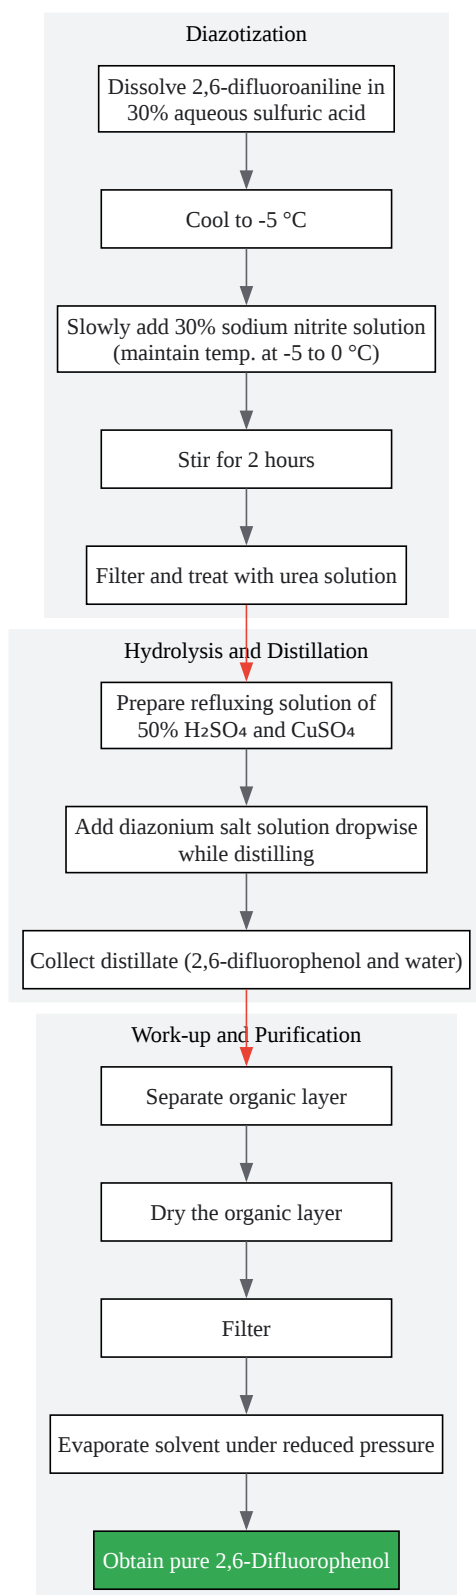 Diazotization
Dissolve 2,6-difluoroaniline in
30% aqueous sulfuric acid
Cool to -5 °C
Slowly add 30% sodium nitrite solution
(maintain temp. at -5 to 0 °C)
Stir for 2 hours
Filter and treat with urea solution
Hydrolysis and Distillation
Prepare refluxing solution of
50% H₂SO₄ and CuSO₄
Add diazonium salt solution dropwise
while distilling
Collect distillate (2,6-difluorophenol and water)
Work-up and Purification
Separate organic layer
Dry the organic layer
Filter
Evaporate solvent under reduced pressure
Obtain pure 2,6-Difluorophenol